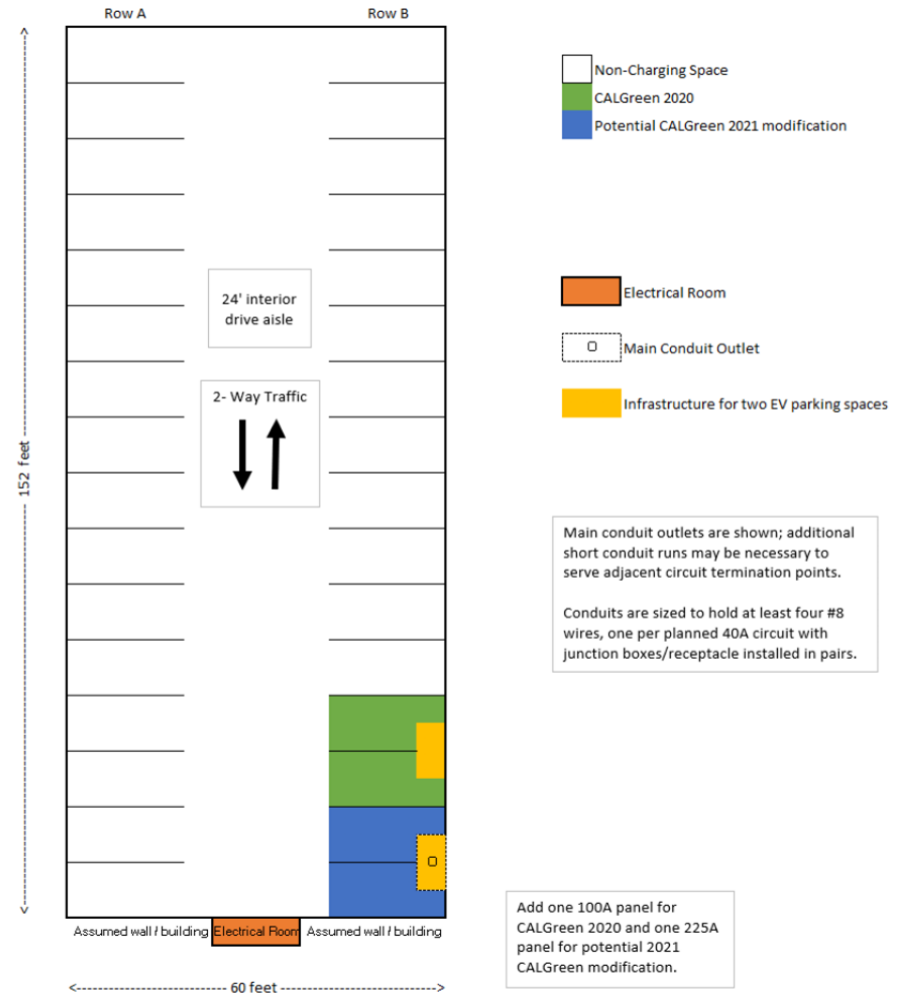 Row A
Row B
Non-Charging Space
CALGreen 2020
Potential CALGreen 2021 modification
24' interior
drive aisle
Electrical Room
Main Conduit Outlet
2- Way Traffic
Infrastructure for two EV parking spaces
152 feet
Main conduit outlets are shown; additional
short conduit runs may be necessary to
serve adjacent circuit termination points.
Conduits are sized to hold at least four #8
wires, one per planned 40A circuit with
junction boxes/receptacle installed in pairs.
Assumed wall / building
Electrical Room
Assumed wall / building
Add one 100A panel for
CALGreen 2020 and one 225A
panel for potential 2021
CALGreen modification.
60 feet